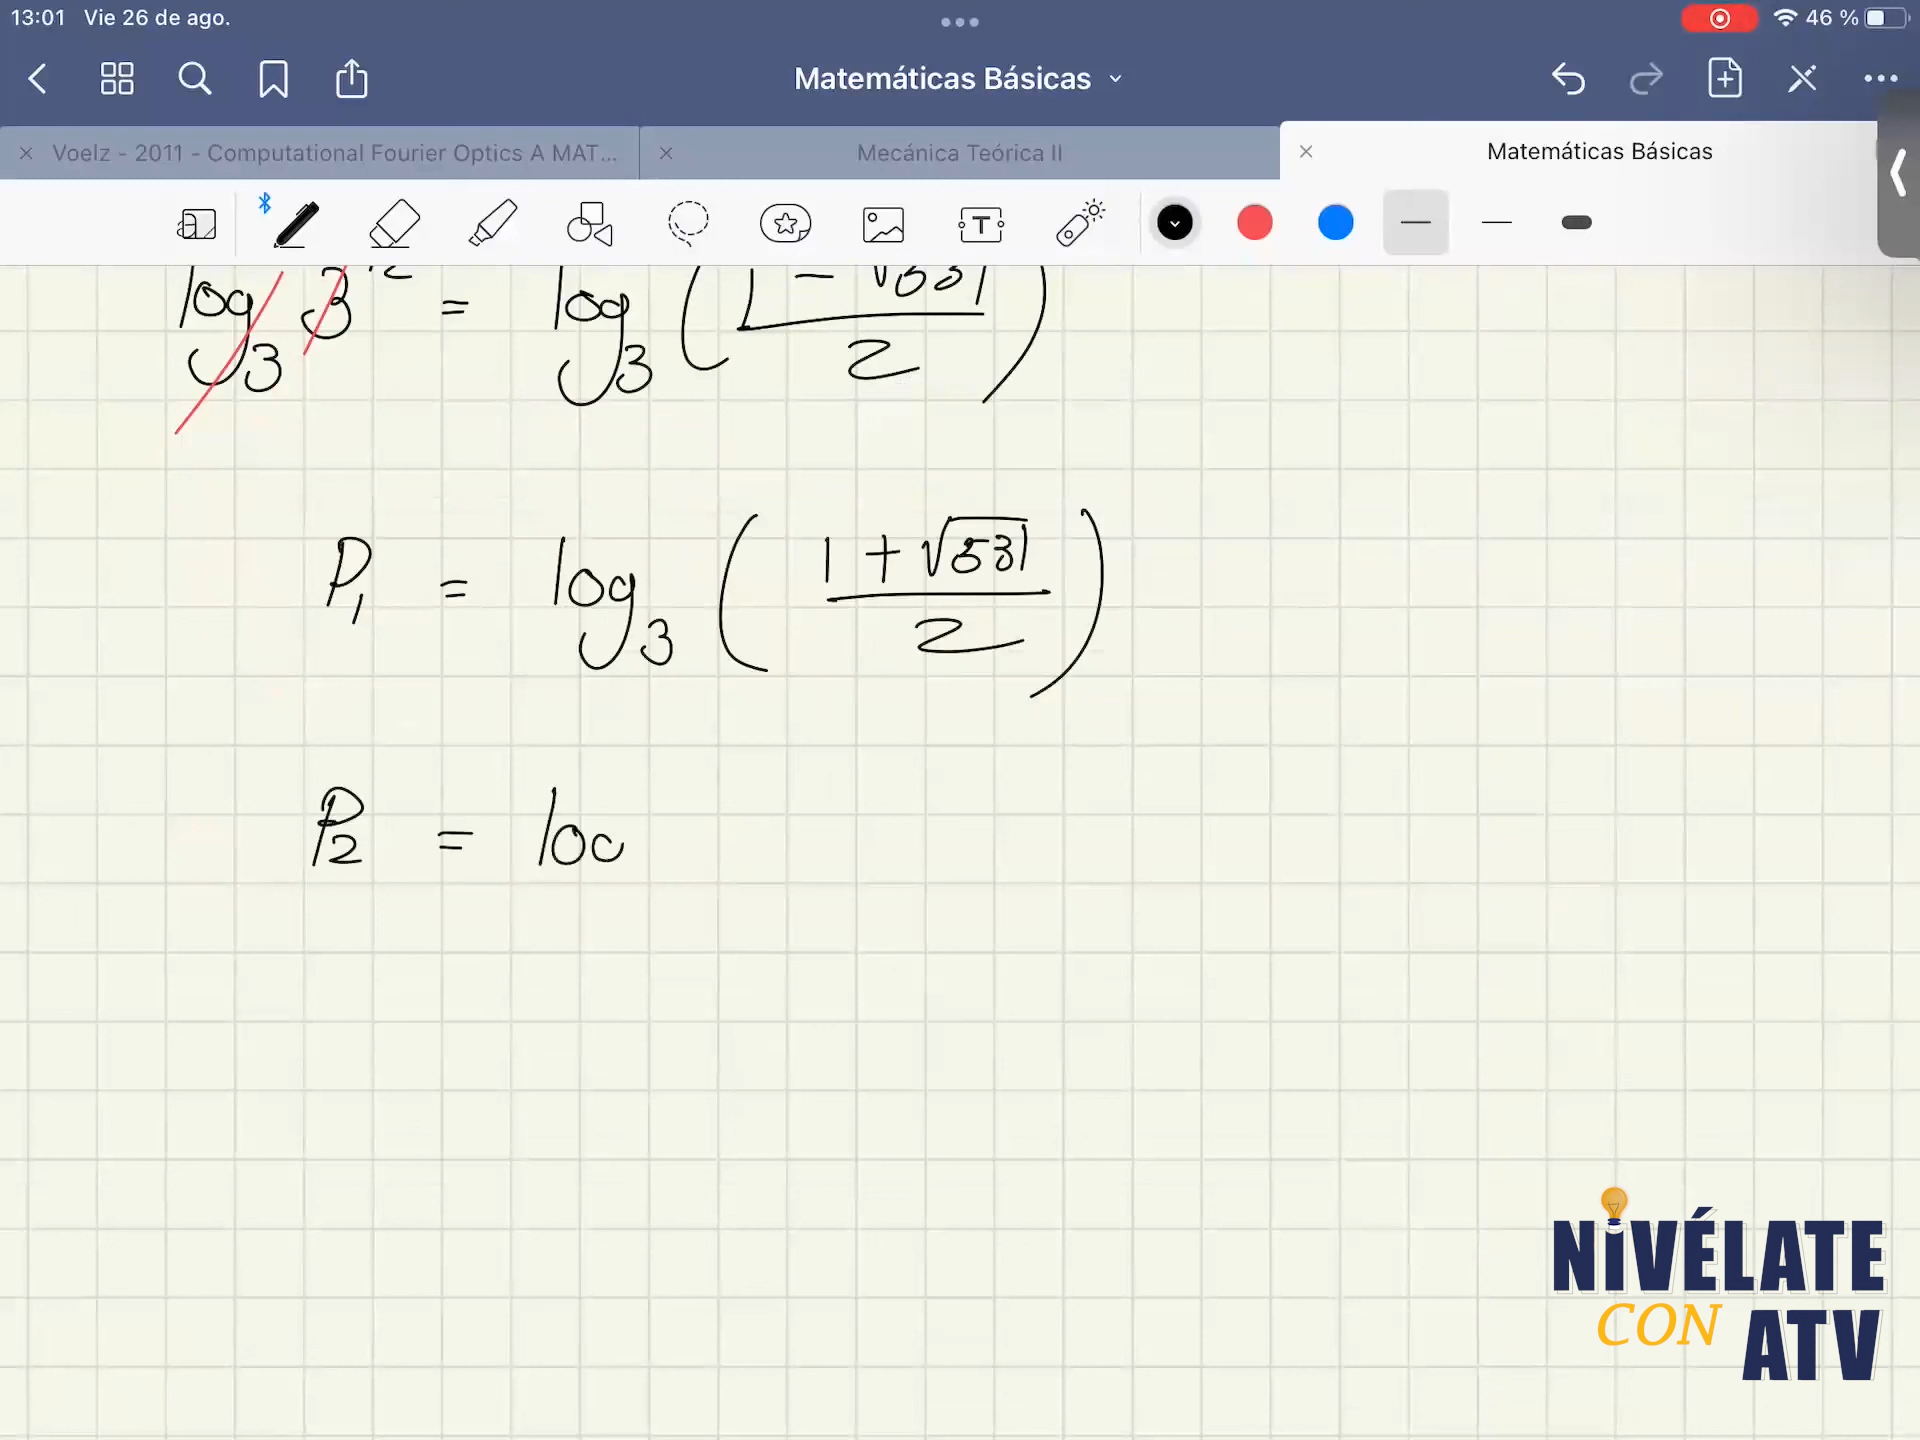 13:01 Vie 26 de ago. 46 %
Matemáticas Básicas
Voelz - 2011 - Computational Fourier Optics A MAT... Mecánica Teórica II Matemáticas Básicas
log₃ 3 = log₃ ( 1 - √531 / 2 )
P₁ = log₃ ( 1 + √531 / 2 )
P₂ = loc
NIVÉLATE
CON
ATV